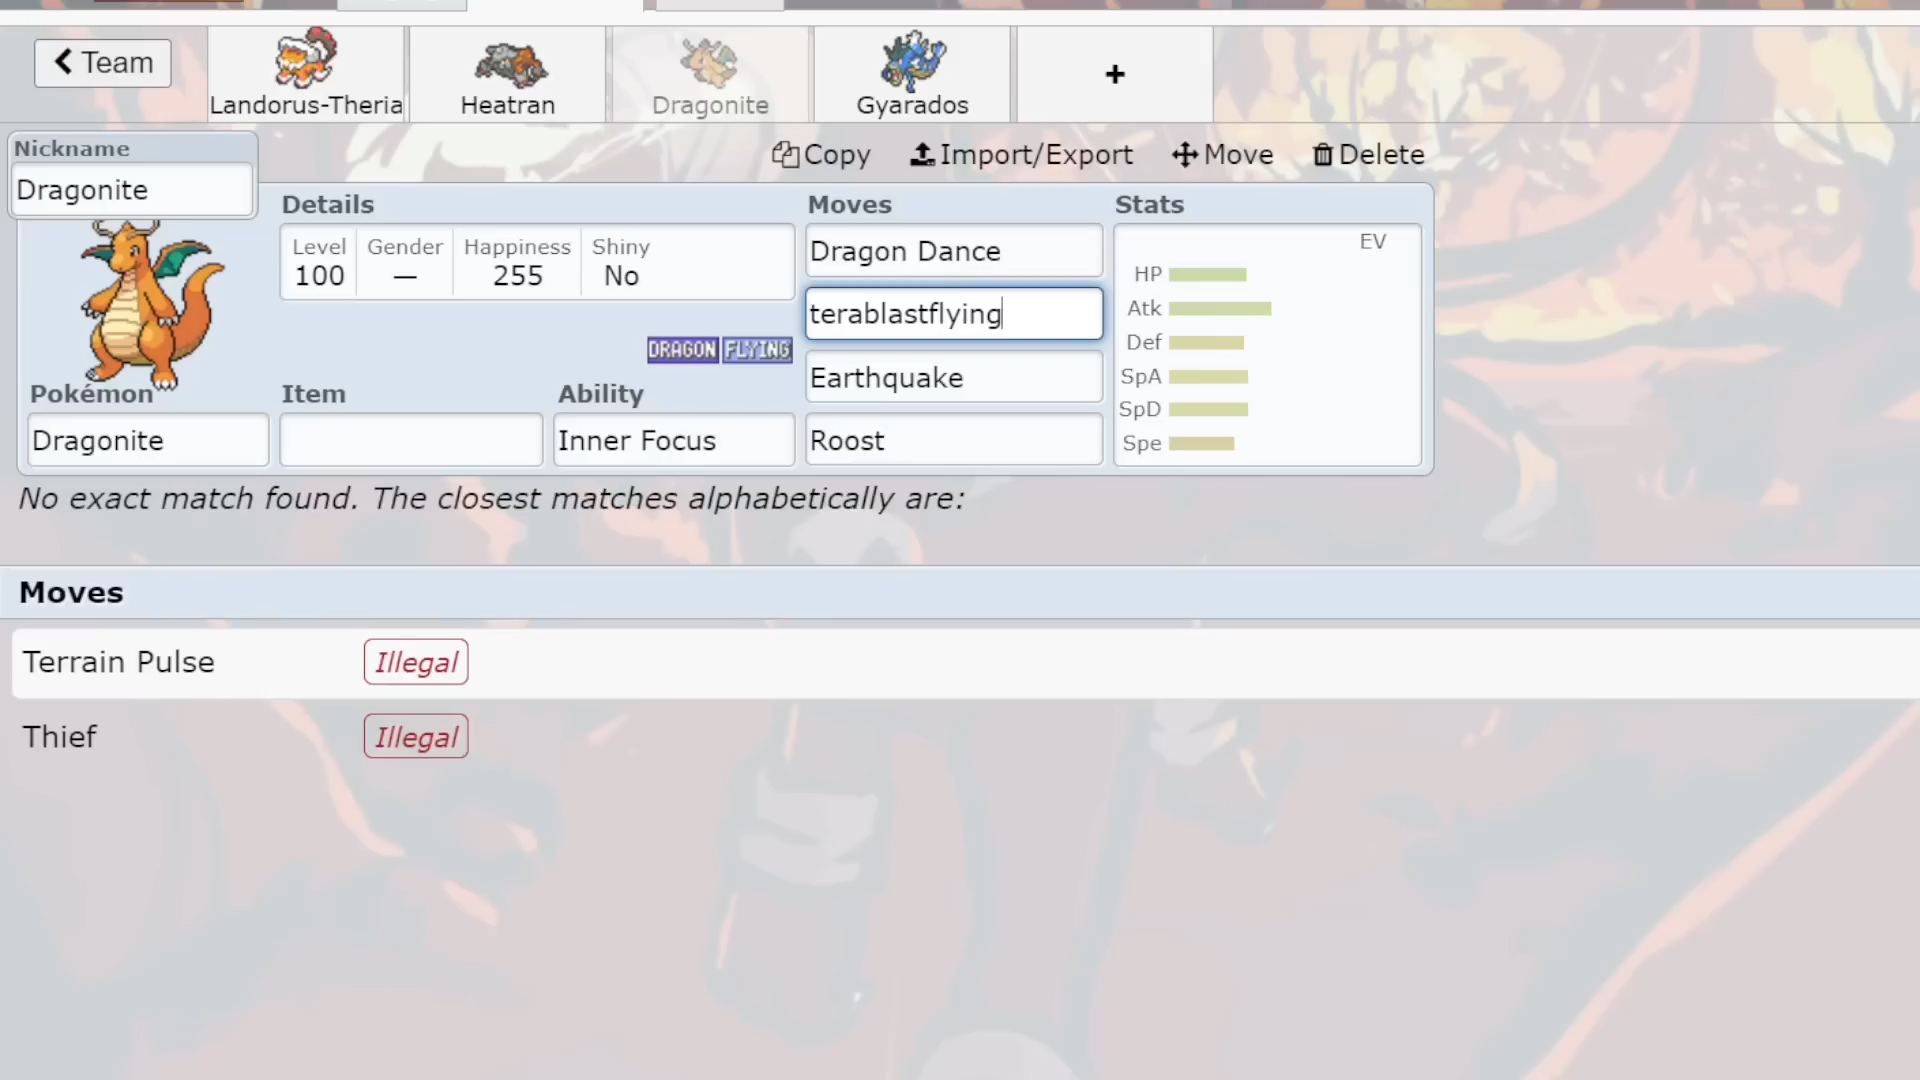 Team
Landorus-Theria
Heatran
Dragonite
Gyarados
+
Nickname
Dragonite
Copy
Import/Export
Move
Delete
Details
Moves
Stats
Level
Gender
Happiness
Shiny
100
—
255
No
DRAGON
FLYING
Pokémon
Item
Ability
Dragonite
Inner Focus
Dragon Dance
terablastflying
Earthquake
Roost
EV
HP
Atk
Def
SpA
SpD
Spe
No exact match found. The closest matches alphabetically are:
Moves
Terrain Pulse
Illegal
Thief
Illegal